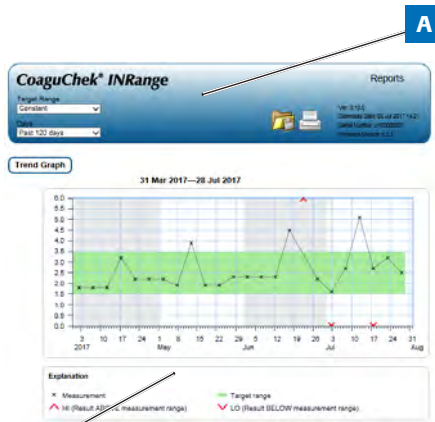 A
CoaguChek® INRange
Reports
Target Range
Constant
Days
Past 120 days
Trend Graph
31 Mar 2017—28 Jul 2017
6.0
5.5
5.0
4.5
4.0
3.5
3.0
2.5
2.0
1.5
1.0
0.5
0.0
3 10 17 24 1 8 15 22 29 5 12 19 26 3 10 17 24 31
2017 May Jun Jul Aug
Explanation
× Measurement
Target range
HI (Result ABOVE measurement range)
LO (Result BELOW measurement range)